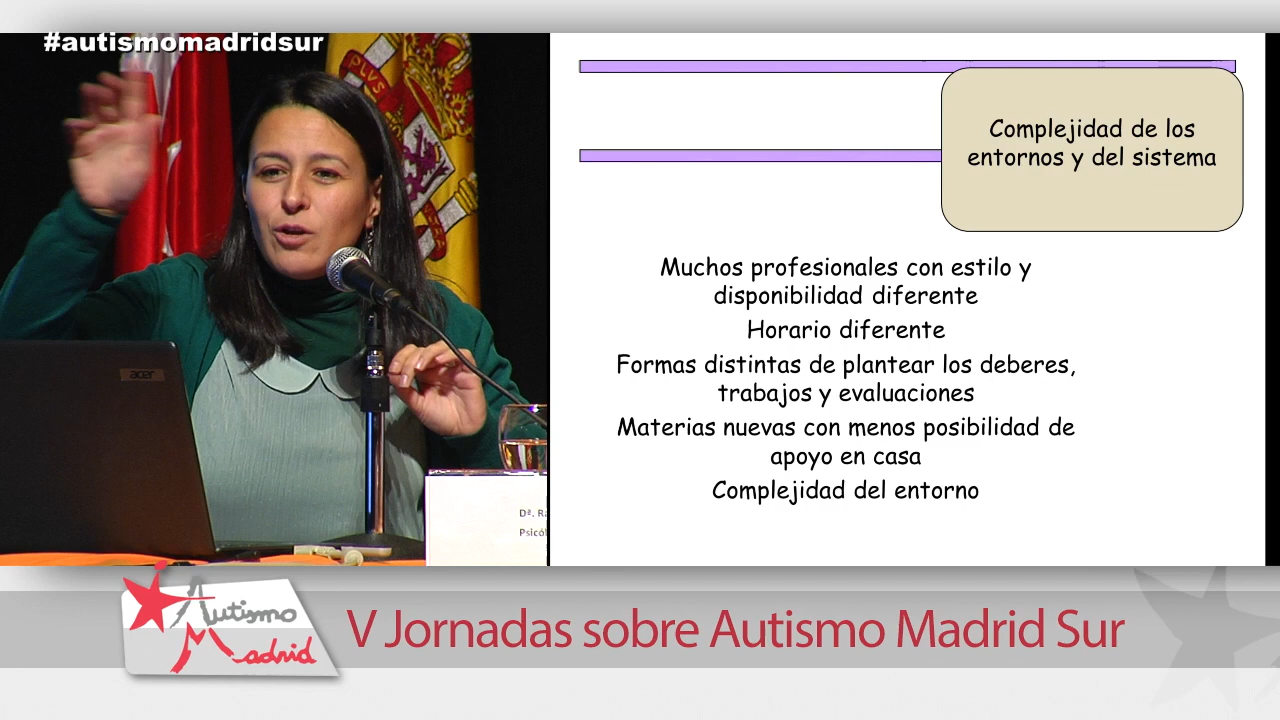 #autismomadridsur
PLVS
acer
Dª.
Complejidad de los
entornos y del sistema
Muchos profesionales con estilo y
disponibilidad diferente
Horario diferente
Formas distintas de plantear los deberes,
trabajos y evaluaciones
Materias nuevas con menos posibilidad de
apoyo en casa
Complejidad del entorno
Autismo
Madrid
V Jornadas sobre Autismo Madrid Sur